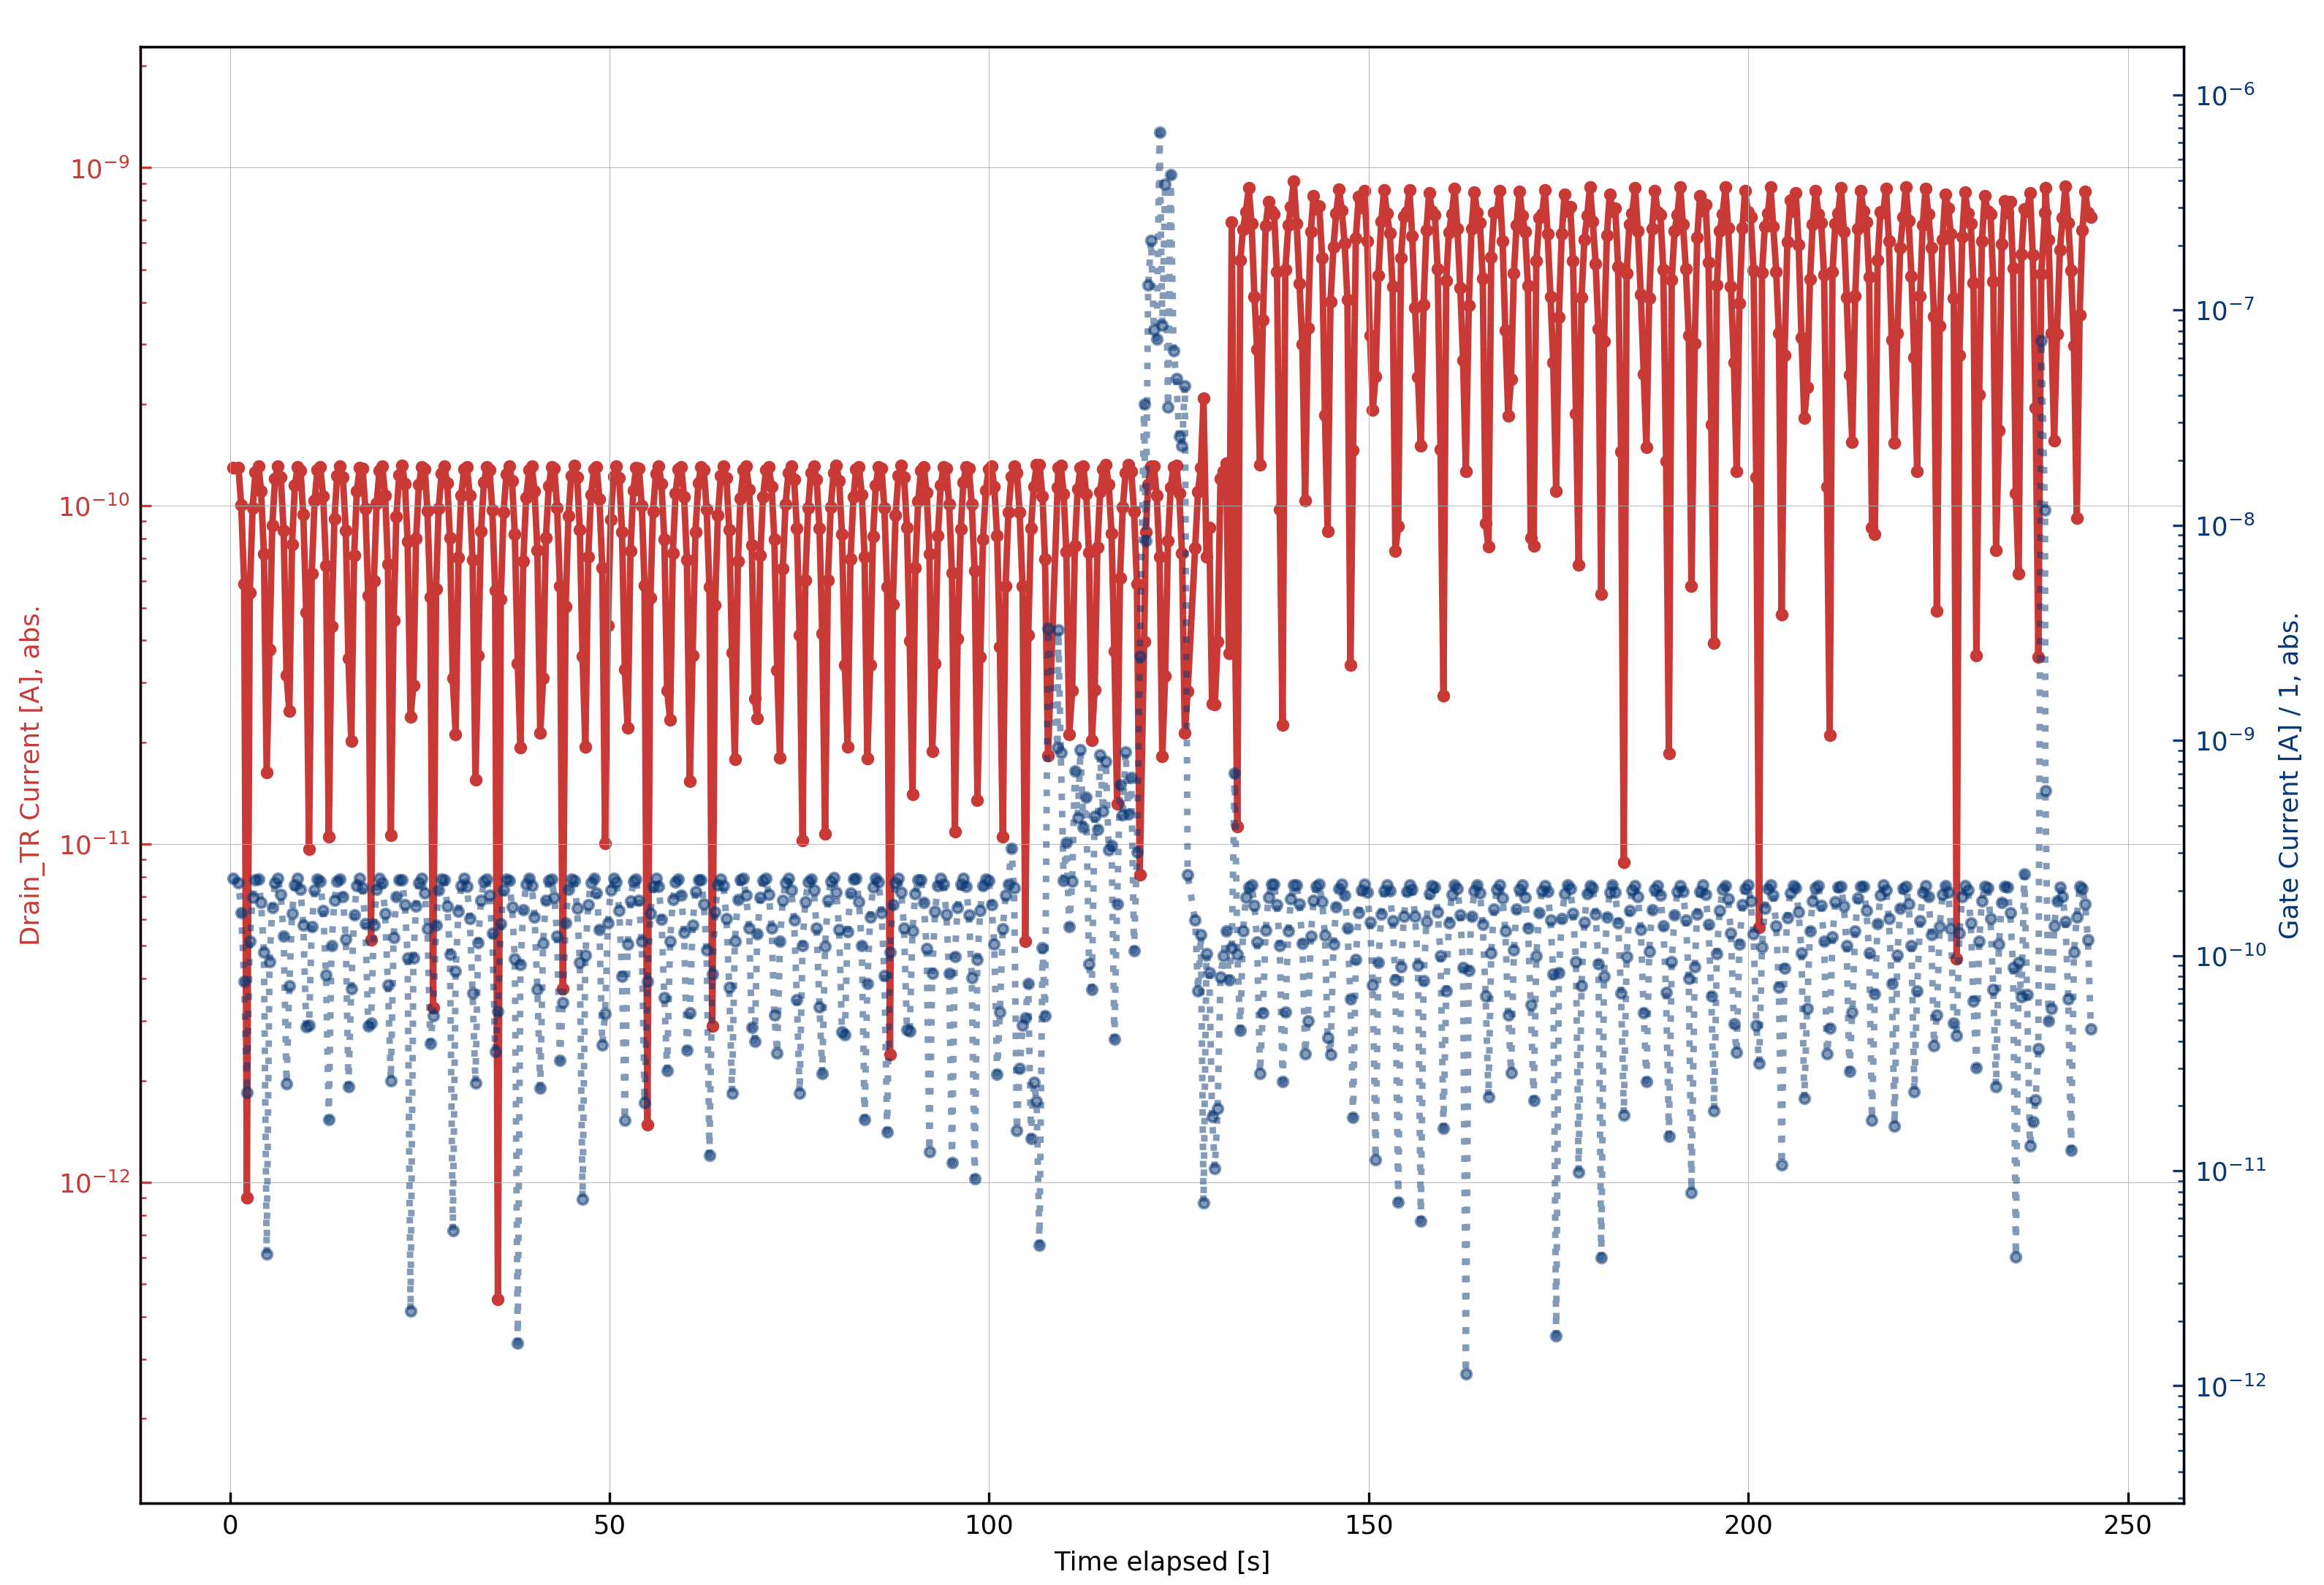 Drain_TR Current [A], abs.
10⁻⁹
10⁻¹⁰
10⁻¹¹
10⁻¹²
0 50 100 150 200 250
Time elapsed [s]
10⁻⁶
10⁻⁷
10⁻⁸
10⁻⁹
10⁻¹⁰
10⁻¹¹
10⁻¹²
Gate Current [A] / 1, abs.